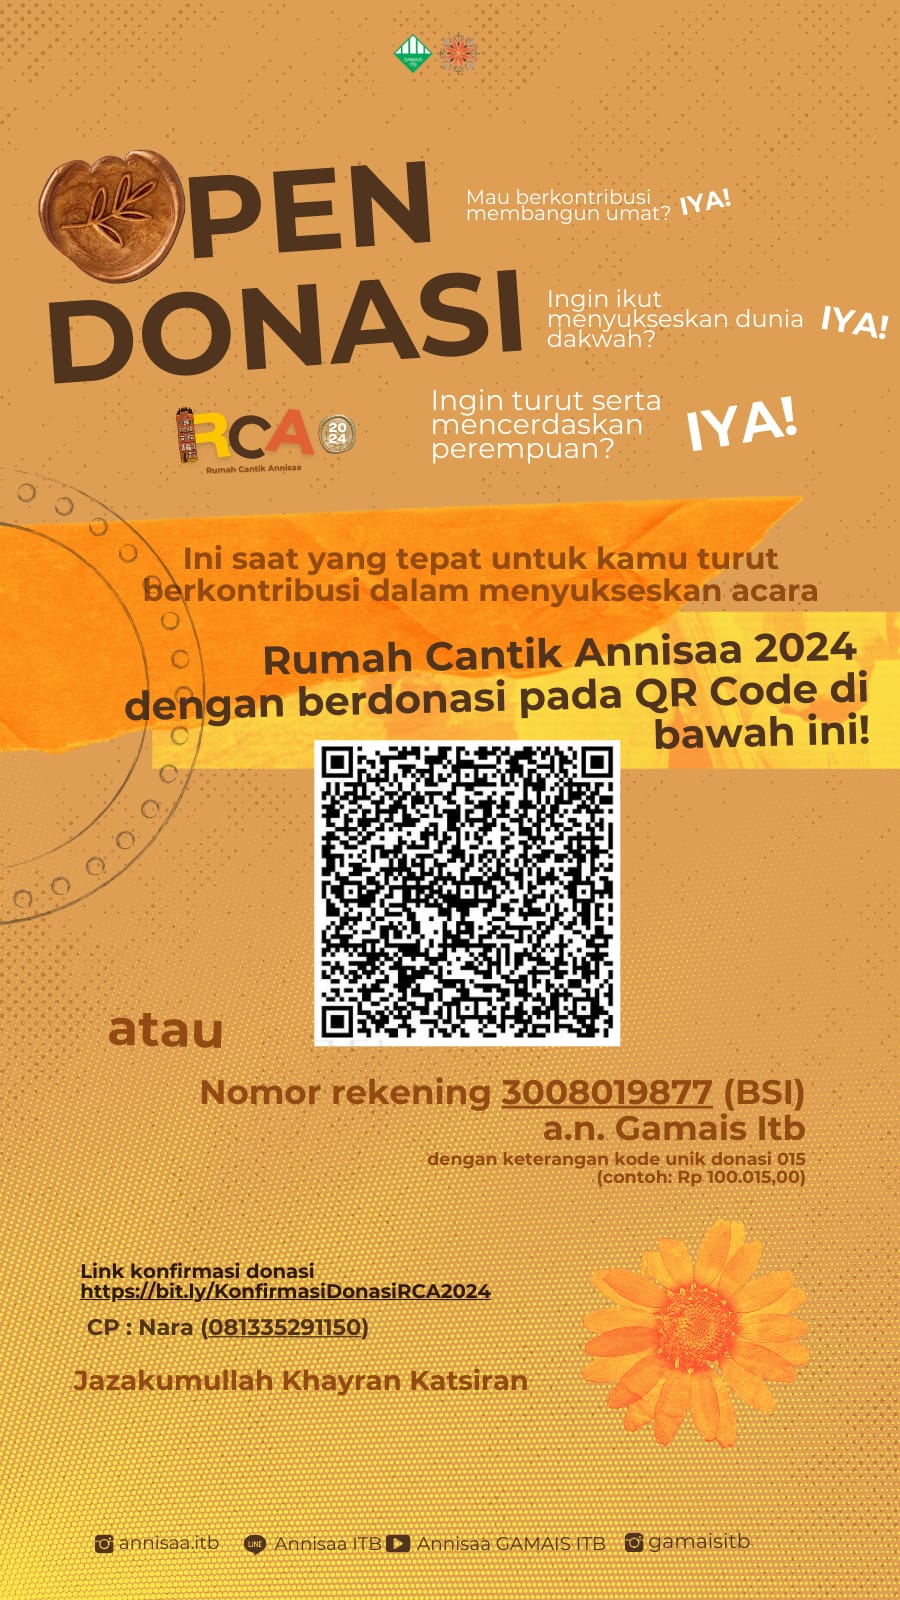 GAMAIS
ITB
OPEN
DONASI
Mau berkontribusi
membangun umat?
IYA!
Ingin ikut
menyukseskan dunia
dakwah?
IYA!
Ingin turut serta
mencerdaskan
perempuan?
IYA!
RCA
20
24
Rumah Cantik Annisaa
Ini saat yang tepat untuk kamu turut
berkontribusi dalam menyukseskan acara
Rumah Cantik Annisaa 2024
dengan berdonasi pada QR Code di
bawah ini!
atau
Nomor rekening 3008019877 (BSI)
a.n. Gamais Itb
dengan keterangan kode unik donasi 015
(contoh: Rp 100.015,00)
Link konfirmasi donasi
https://bit.ly/KonfirmasiDonasiRCA2024
CP : Nara (081335291150)
Jazakumullah Khayran Katsiran
annisaa.itb
LINE
Annisaa ITB
Annisaa GAMAIS ITB
gamaisitb